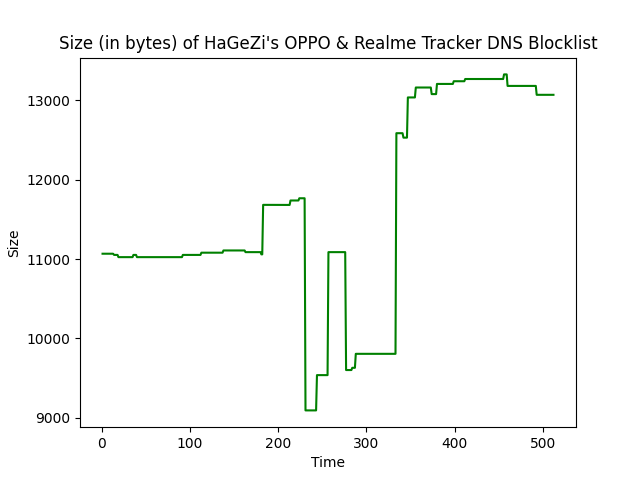 Size (in bytes) of HaGeZi's OPPO & Realme Tracker DNS Blocklist
13000
12000
11000
10000
9000
Size
0 100 200 300 400 500
Time